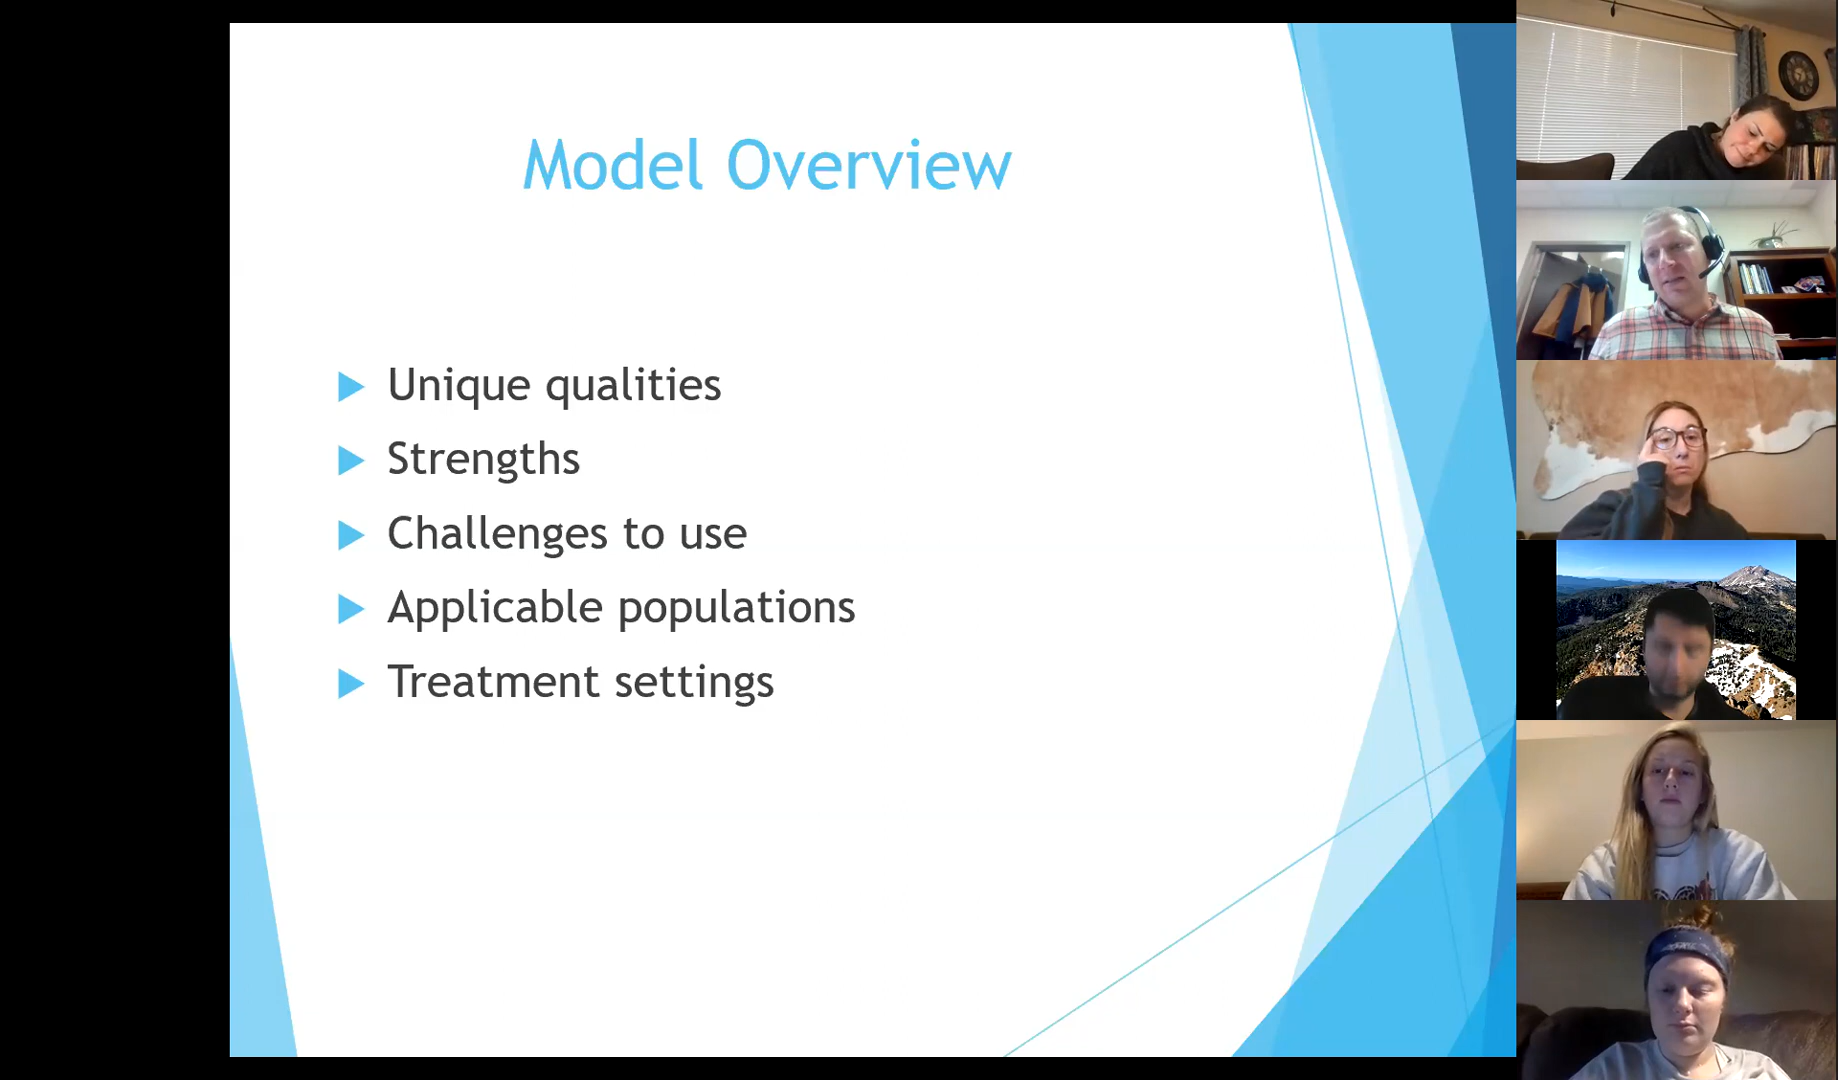 Model Overview
Unique qualities
Strengths
Challenges to use
Applicable populations
Treatment settings